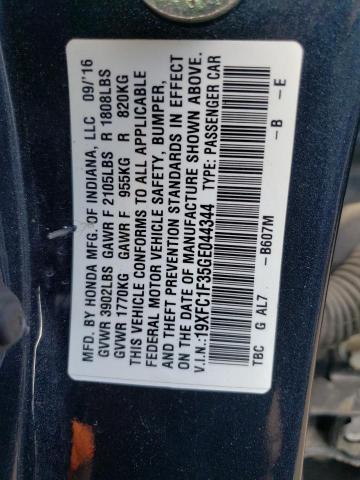 MFD. BY HONDA MFG. OF INDIANA, LLC 09/'16
GVWR 3902LBS GAWR F 2105LBS R 1808LBS
GVWR 1770KG GAWR F 955KG R 820KG
THIS VEHICLE CONFORMS TO ALL APPLICABLE
FEDERAL MOTOR VEHICLE SAFETY, BUMPER,
AND THEFT PREVENTION STANDARDS IN EFFECT
ON THE DATE OF MANUFACTURE SHOWN ABOVE.
V.I.N.:19XFC1F35GE044344 TYPE: PASSENGER CAR
-B607M -B -E
TBC G AL7